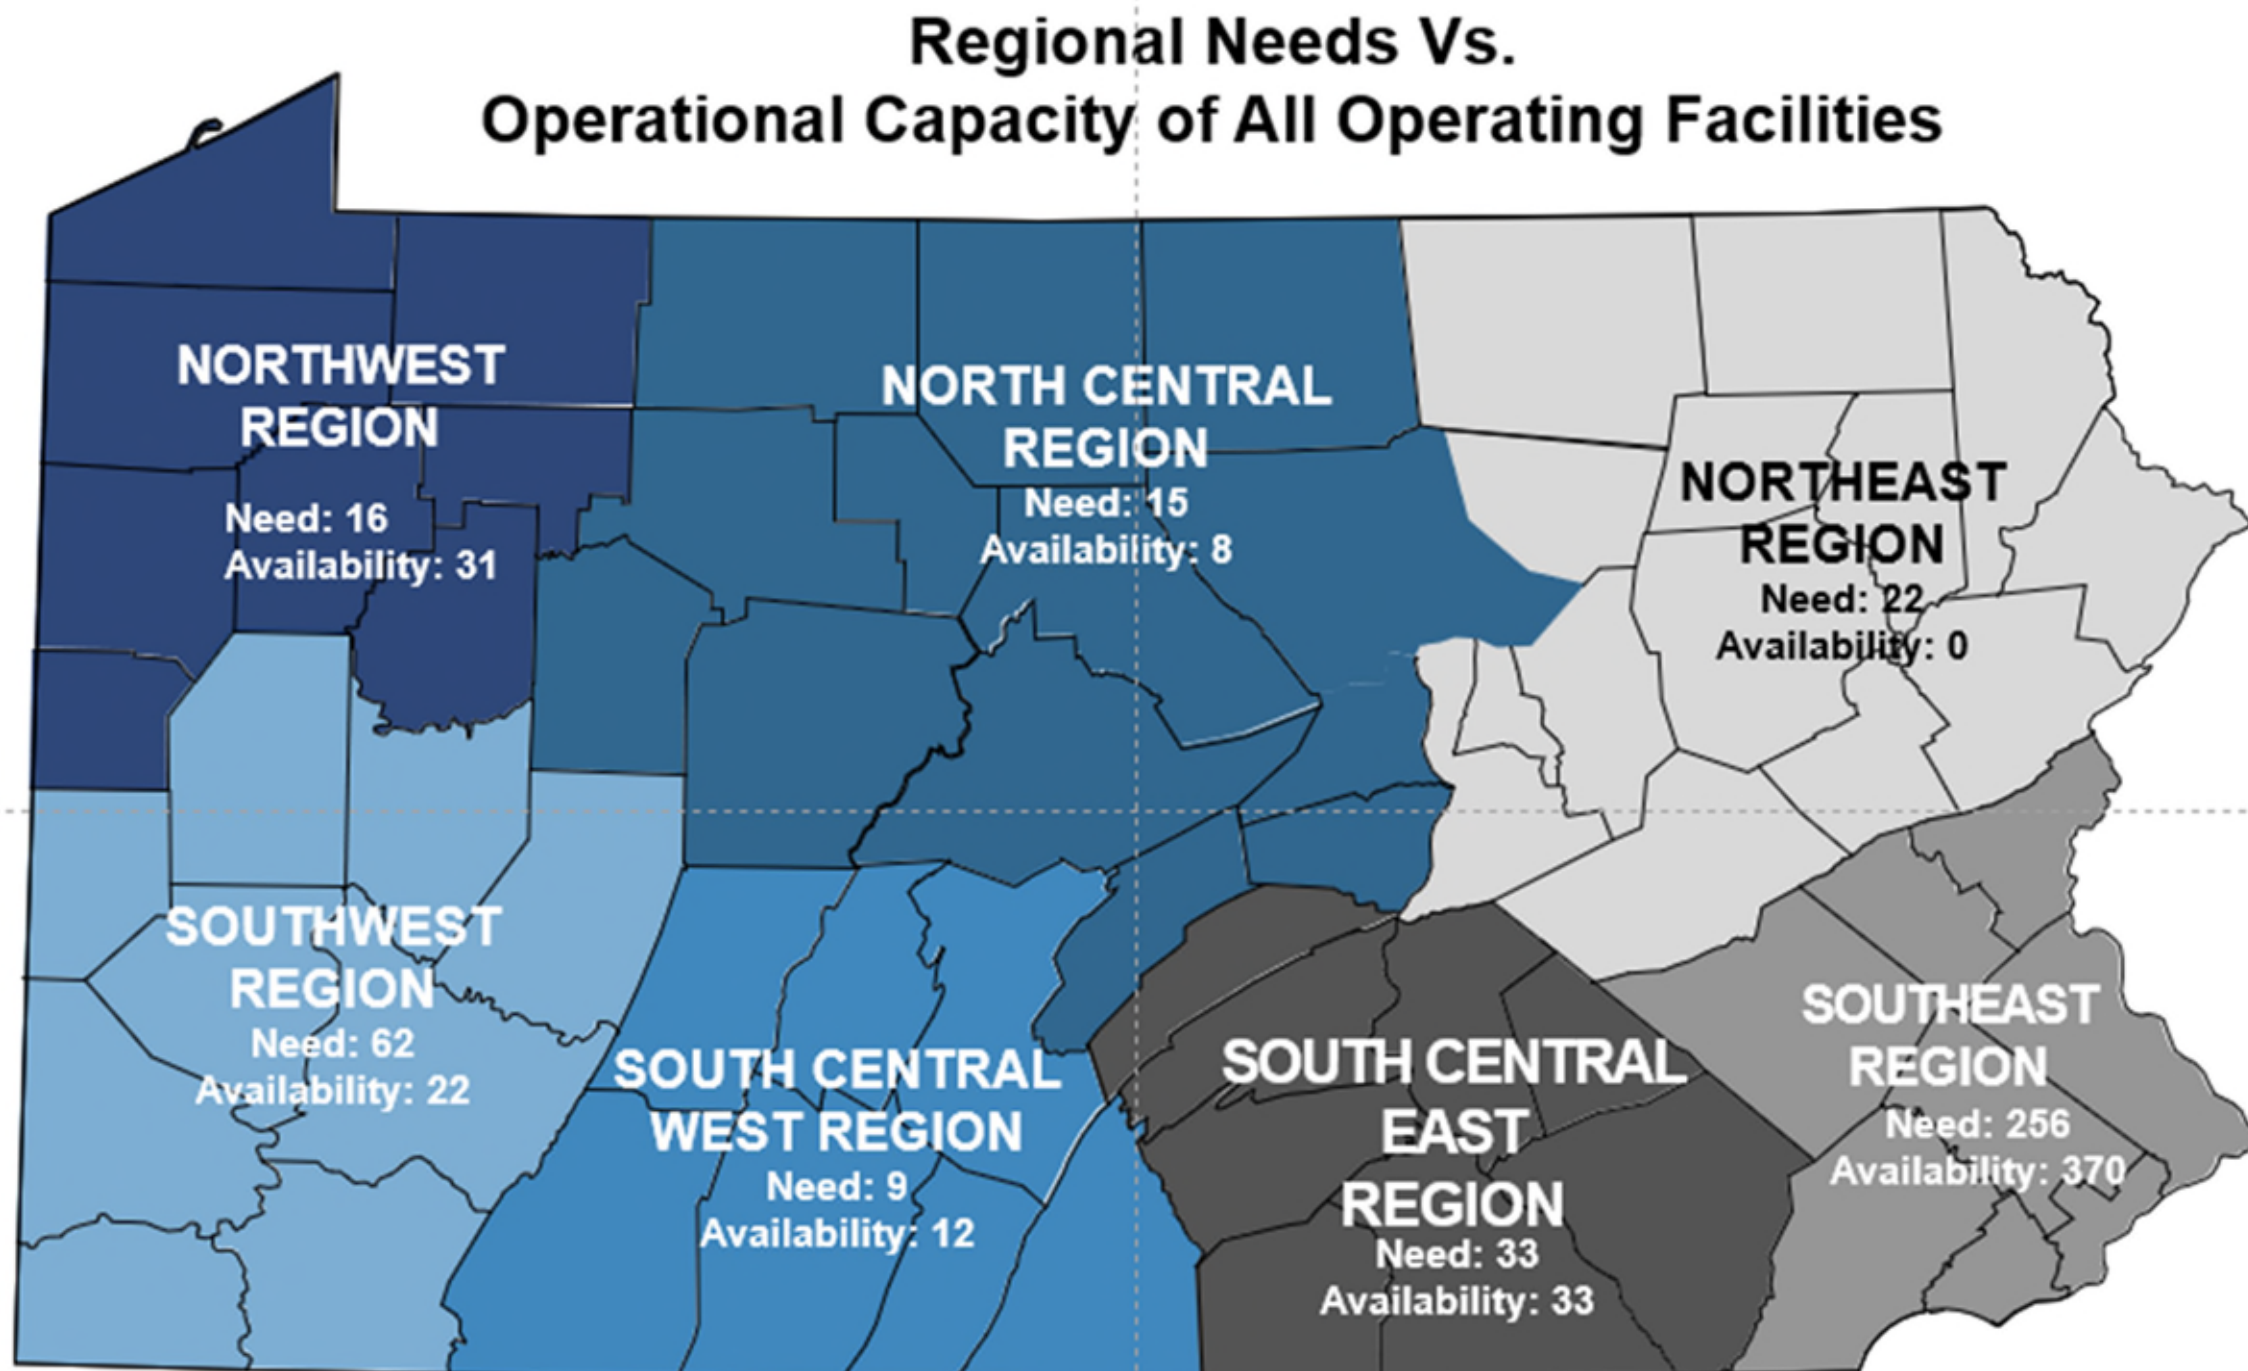 Regional Needs Vs.
Operational Capacity of All Operating Facilities
NORTHWEST
REGION
Need: 16
Availability: 31
NORTH CENTRAL
REGION
Need: 15
Availability: 8
NORTHEAST
REGION
Need: 22
Availability: 0
SOUTHWEST
REGION
Need: 62
Availability: 22
SOUTH CENTRAL
WEST REGION
Need: 9
Availability: 12
SOUTH CENTRAL
EAST
REGION
Need: 33
Availability: 33
SOUTHEAST
REGION
Need: 256
Availability: 370